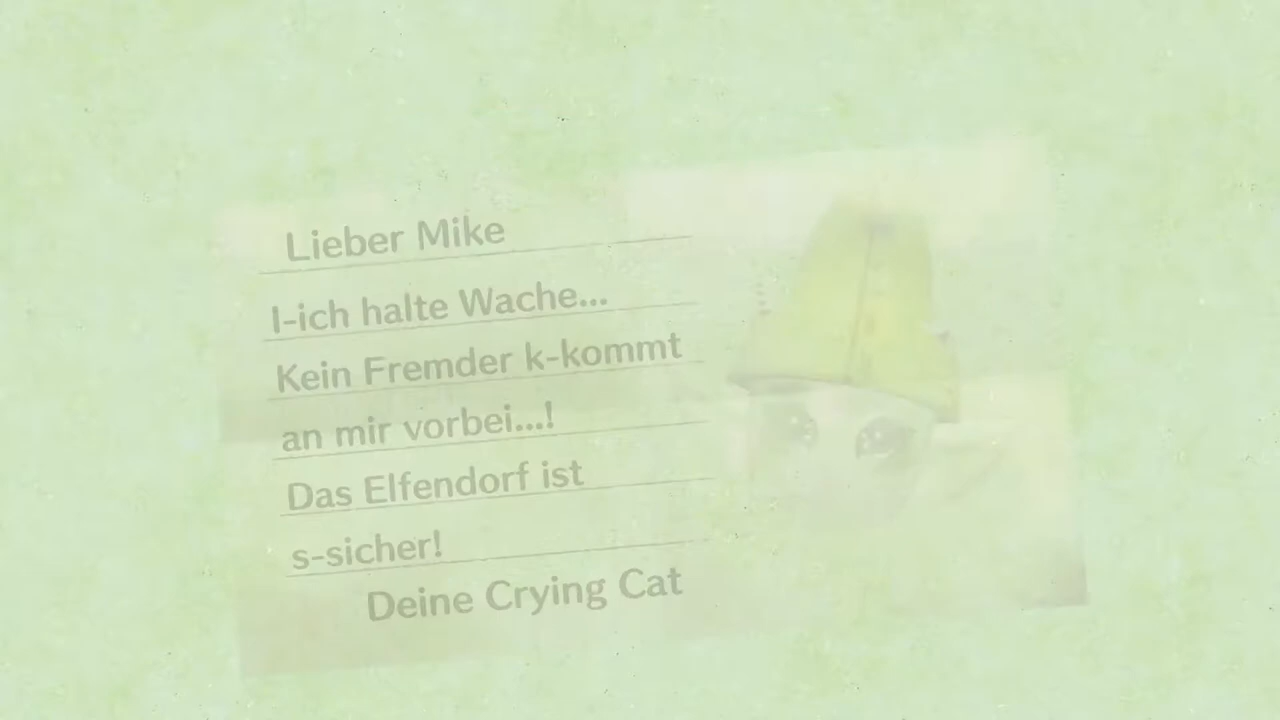 Lieber Mike
I-ich halte Wache...
Kein Fremder k-kommt
an mir vorbei...!
Das Elfendorf ist
s-sicher!
Deine Crying Cat